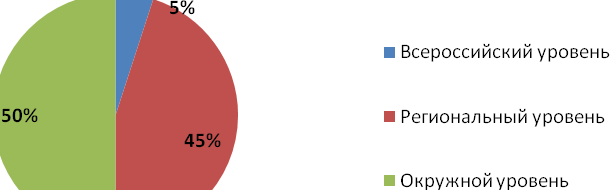 5%
50%
45%
Всероссийский уровень
Региональный уровень
Окружной уровень